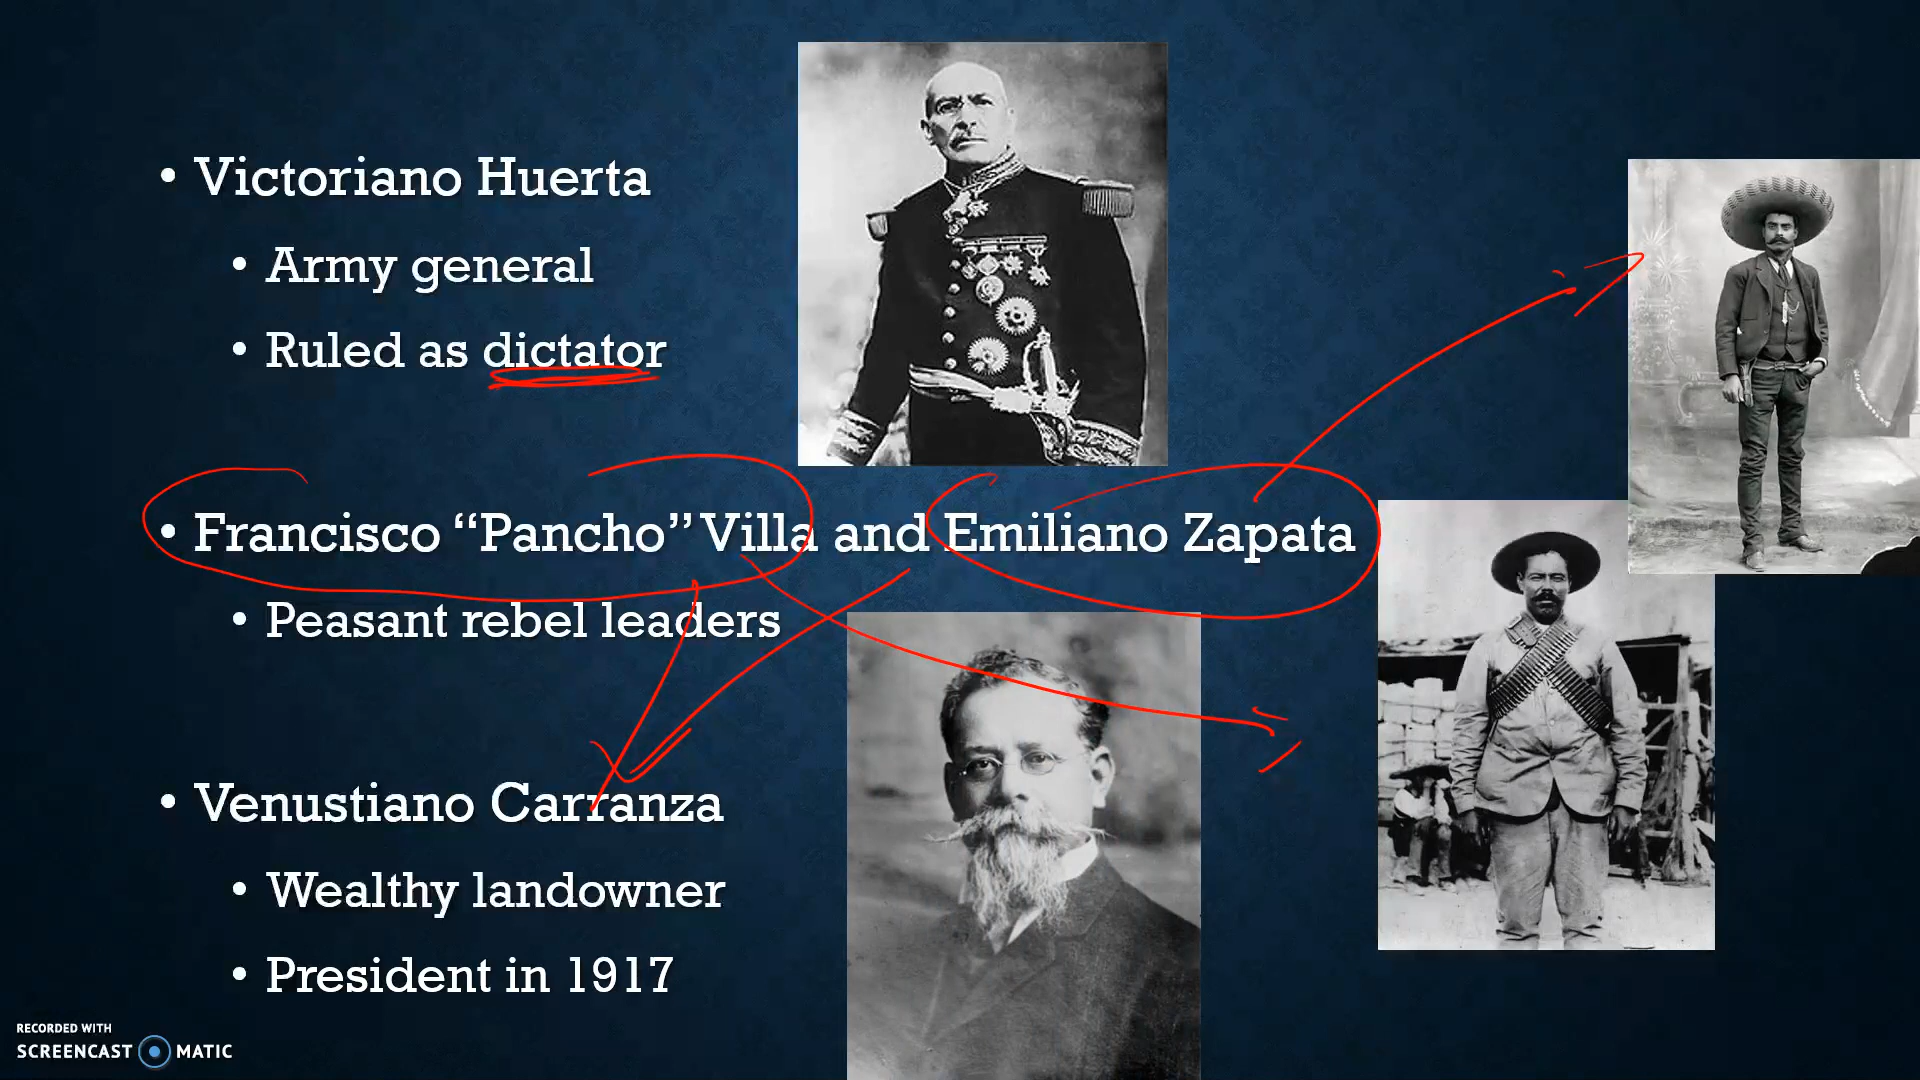 • Victoriano Huerta
• Army general
• Ruled as dictator
• Francisco “Pancho” Villa and Emiliano Zapata
• Peasant rebel leaders
• Venustiano Carranza
• Wealthy landowner
• President in 1917
RECORDED WITH
SCREENCAST MATIC